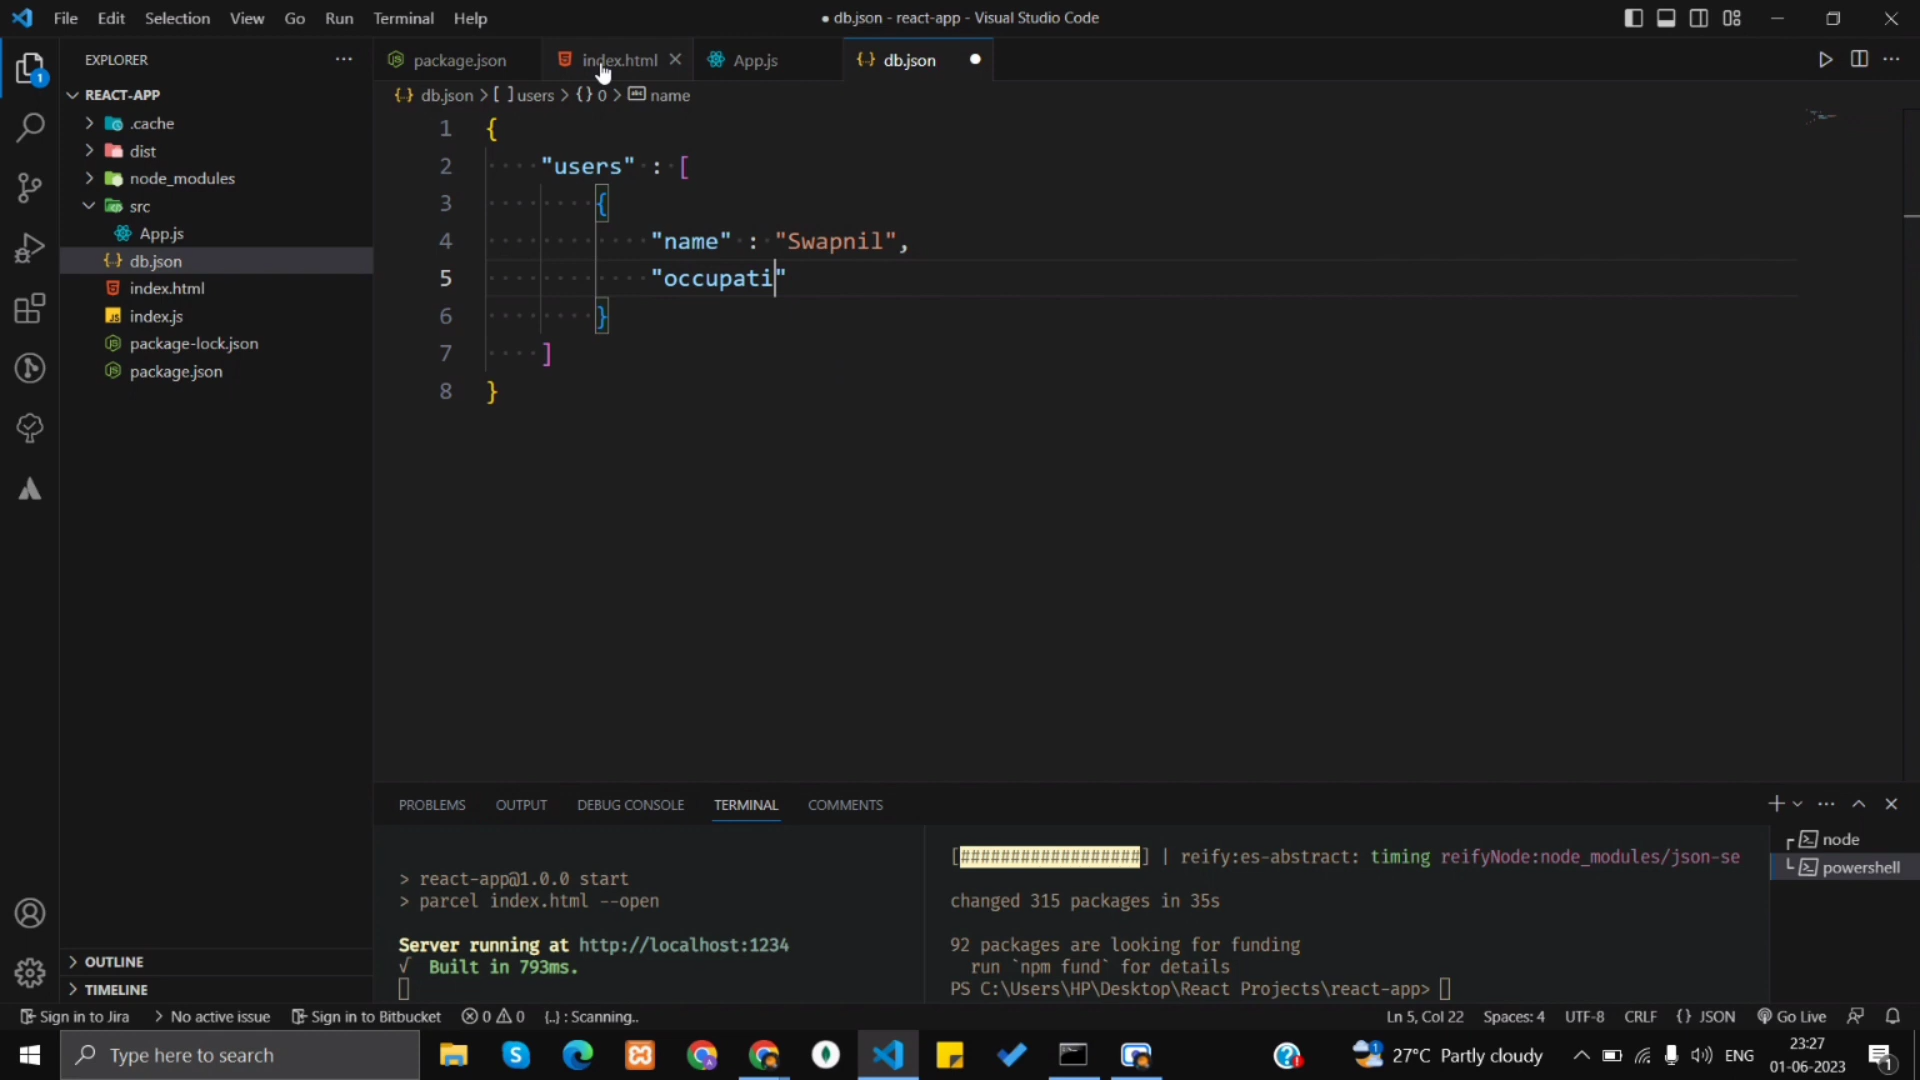 File Edit Selection View Go Run Terminal Help
● db.json - react-app - Visual Studio Code
EXPLORER
REACT-APP
.cache
dist
node_modules
src
App.js
db.json
index.html
index.js
package-lock.json
package.json
OUTLINE
TIMELINE
package.json index.html App.js db.json
db.json > [ ] users > {} 0 > name
1 {
2 "users" : [
3 {
4 "name" : "Swapnil",
5 "occupati"
6 }
7 ]
8 }
PROBLEMS OUTPUT DEBUG CONSOLE TERMINAL COMMENTS
> react-app@1.0.0 start
> parcel index.html --open
Server running at http://localhost:1234
√ Built in 793ms.
[##################] | reify:es-abstract: timing reifyNode:node_modules/json-se
changed 315 packages in 35s
92 packages are looking for funding
run `npm fund` for details
PS C:\Users\HP\Desktop\React Projects\react-app>
node
powershell
Sign in to Jira No active issue Sign in to Bitbucket 0 0 {..} : Scanning..
Ln 5, Col 22 Spaces: 4 UTF-8 CRLF {} JSON Go Live
Type here to search
27°C Partly cloudy ENG
23:27
01-06-2023
1
1
1